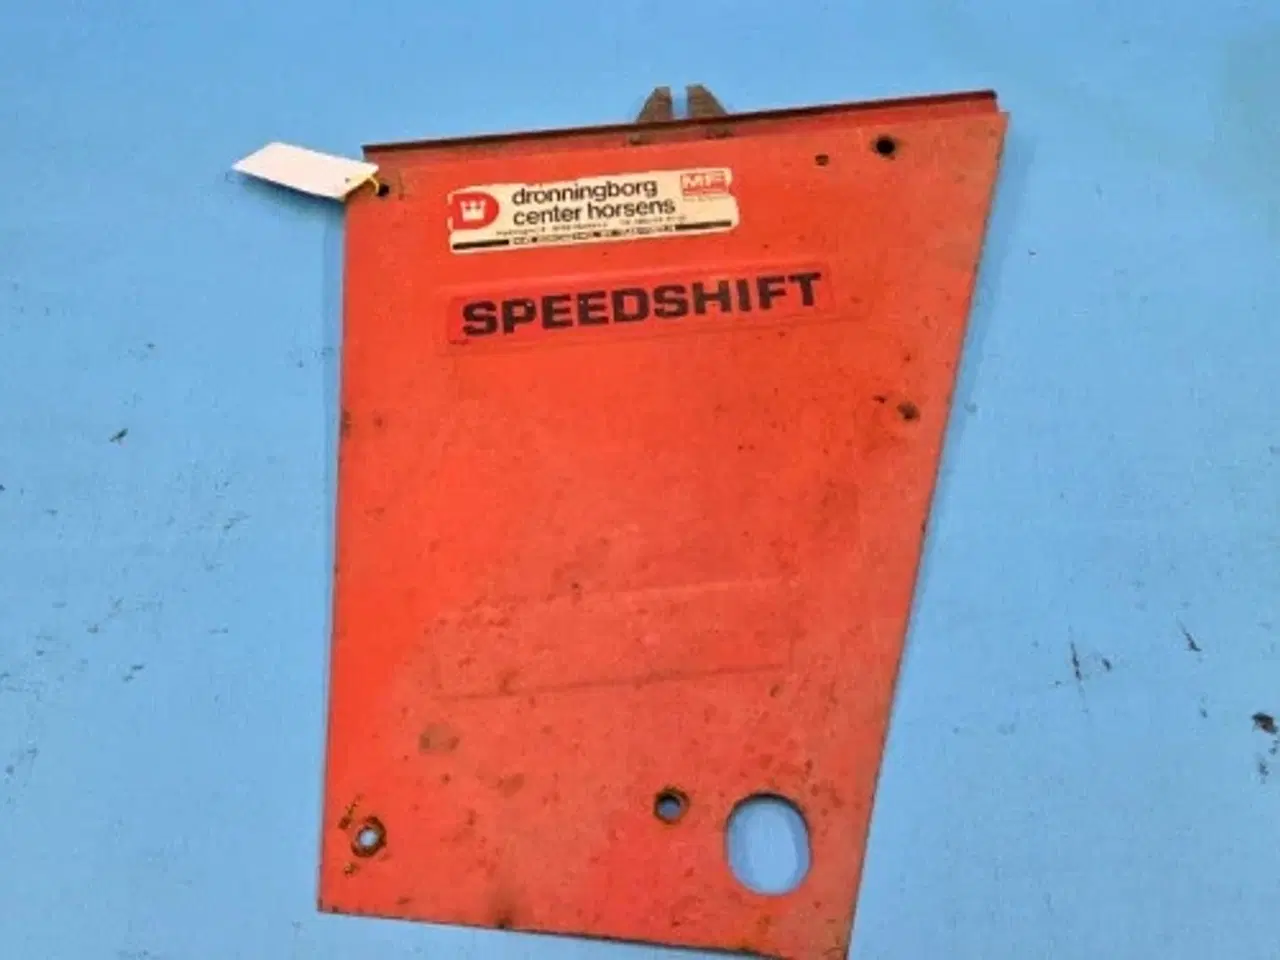 dronningborg
center horsens
MF
SPEEDSHIFT